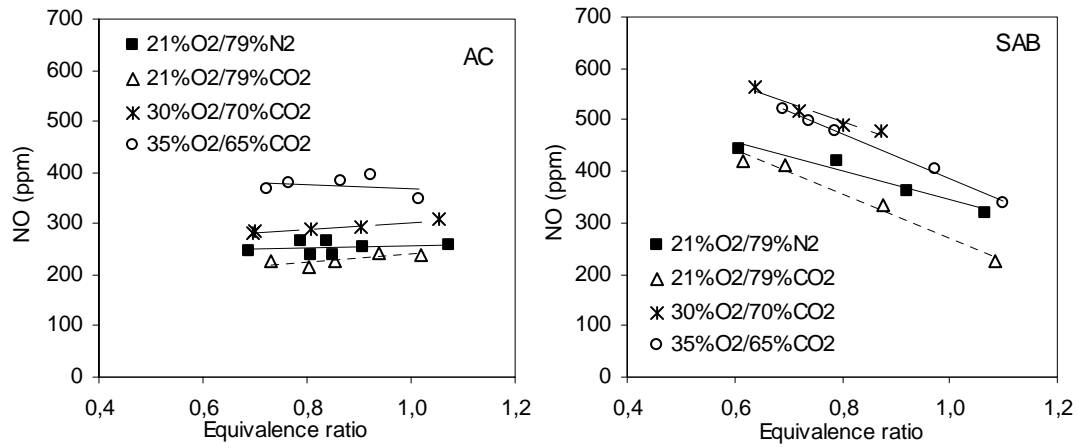 700
600
500
400
300
200
100
0
NO (ppm)
21%O2/79%N2
21%O2/79%CO2
30%O2/70%CO2
35%O2/65%CO2
AC
0,4 0,6 0,8 1,0 1,2
Equivalence ratio
700
600
500
400
300
200
100
0
NO (ppm)
SAB
21%O2/79%N2
21%O2/79%CO2
30%O2/70%CO2
35%O2/65%CO2
0,4 0,6 0,8 1,0 1,2
Equivalence ratio